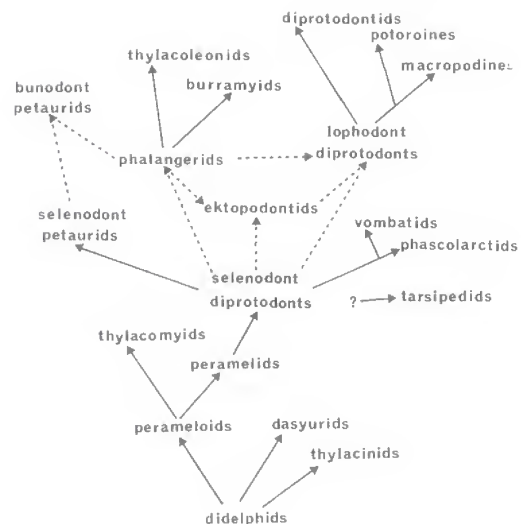 diprotodontids
potoroines
thylacoleonids
macropodines
burramyids
bunodont
petaurids
lophodont
diprotodonts
phalangerids
ektopodontids
selenodont
petaurids
vombatids
phascolarctids
selenodont
diprotodonts
? tarsipedids
thylacomyids
peramelids
perameloids
dasyurids
thylacinids
didelphids